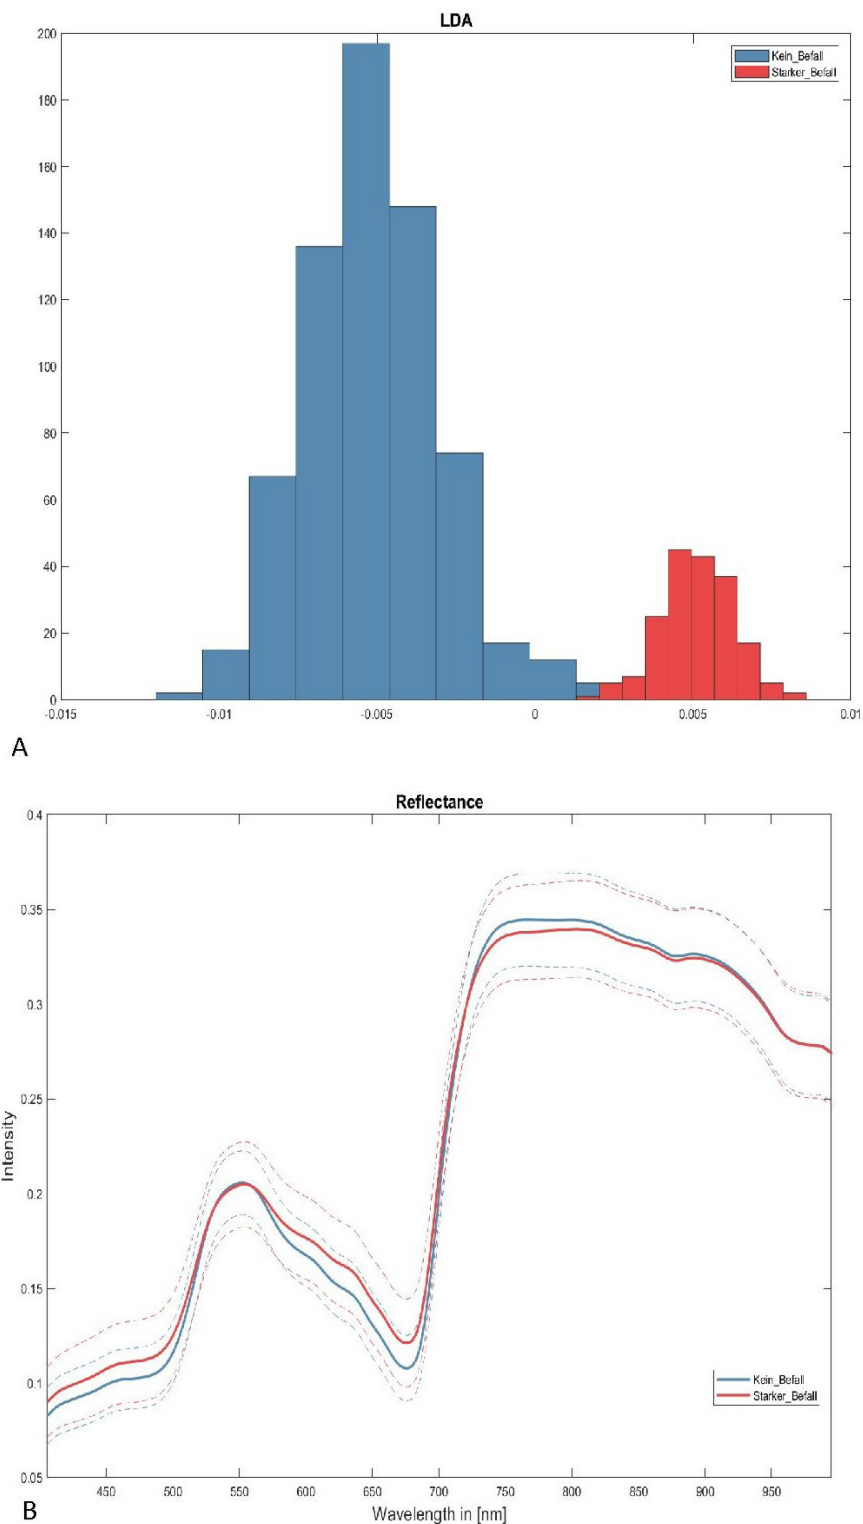 LDA
200
180
160
140
120
100
80
60
40
20
0
-0.015 -0.01 -0.005 0 0.005 0.01
Kein_Befall
Starker_Befall
A
Reflectance
0.4
0.35
0.3
0.25
0.2
0.15
0.1
0.05
Intensity
450 500 550 600 650 700 750 800 850 900 950
Wavelength in [nm]
Kein_Befall
Starker_Befall
B